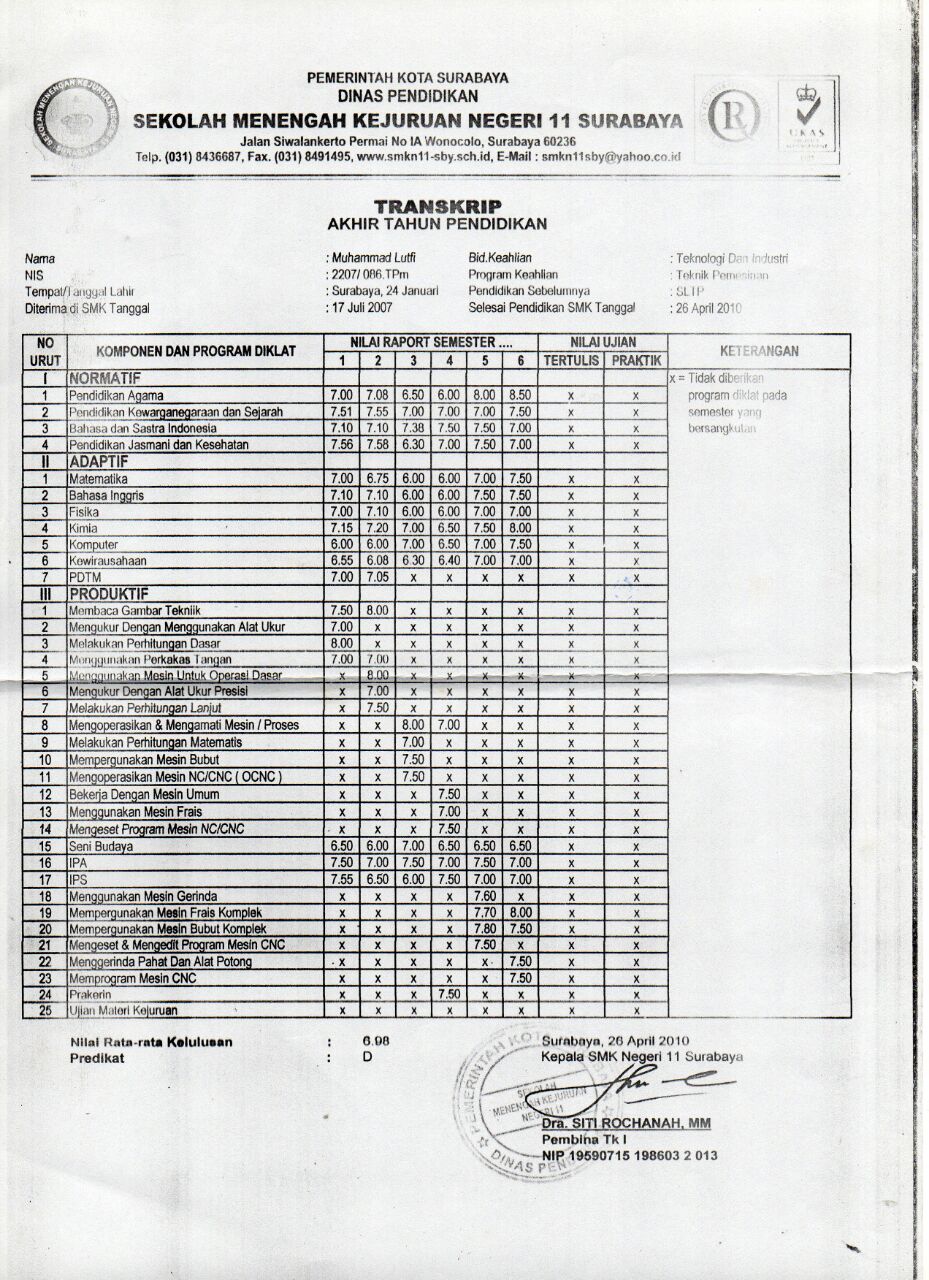 PEMERINTAH KOTA SURABAYA
DINAS PENDIDIKAN
SEKOLAH MENENGAH KEJURUAN NEGERI 11 SURABAYA
Jalan Siwalankerto Permai No IA Wonocolo, Surabaya 60236
Telp. (031) 8436687, Fax. (031) 8491495, www.smkn11-sby.sch.id, E-Mail : smkn11sby@yahoo.co.id
R
UKAS
TRANSKRIP
AKHIR TAHUN PENDIDIKAN
Nama : Muhammad Lutfi Bid.Keahlian : Teknologi Dan Industri
NIS : 2207/ 086.TPm Program Keahlian : Teknik Pemesinan
Tempat/Tanggal Lahir : Surabaya, 24 Januari Pendidikan Sebelumnya : SLTP
Diterima di SMK Tanggal : 17 Juli 2007 Selesai Pendidikan SMK Tanggal : 26 April 2010
NO URUT KOMPONEN DAN PROGRAM DIKLAT NILAI RAPORT SEMESTER .... NILAI UJIAN KETERANGAN
1 2 3 4 5 6 TERTULIS PRAKTIK
I NORMATIF x = Tidak diberikan
1 Pendidikan Agama 7.00 7.08 6.50 6.00 8.00 8.50 x x program diklat pada
2 Pendidikan Kewarganegaraan dan Sejarah 7.51 7.55 7.00 7.00 7.00 7.50 x x semester yang
3 Bahasa dan Sastra Indonesia 7.10 7.10 7.38 7.50 7.50 7.00 x x bersangkutan
4 Pendidikan Jasmani dan Kesehatan 7.56 7.58 6.30 7.00 7.50 7.00 x x
II ADAPTIF
1 Matematika 7.00 6.75 6.00 6.00 7.00 7.50 x x
2 Bahasa Inggris 7.10 7.10 6.00 6.00 7.50 7.50 x x
3 Fisika 7.00 7.10 6.00 6.00 7.00 7.00 x x
4 Kimia 7.15 7.20 7.00 6.50 7.50 8.00 x x
5 Komputer 6.00 6.00 7.00 6.50 7.00 7.50 x x
6 Kewirausahaan 6.55 6.08 6.30 6.40 7.00 7.00 x x
7 PDTM 7.00 7.05 x x x x x x
III PRODUKTIF
1 Membaca Gambar Tekniik 7.50 8.00 x x x x x x
2 Mengukur Dengan Menggunakan Alat Ukur 7.00 x x x x x x x
3 Melakukan Perhitungan Dasar 8.00 x x x x x x x
4 Menggunakan Perkakas Tangan 7.00 7.00 x x x x x x
5 Menggunakan Mesin Untuk Operasi Dasar x 8.00 x x x x x x
6 Mengukur Dengan Alat Ukur Presisi x 7.00 x x x x x x
7 Melakukan Perhitungan Lanjut x 7.50 x x x x x x
8 Mengoperasikan & Mengamati Mesin / Proses x x 8.00 7.00 x x x x
9 Melakukan Perhitungan Matematis x x 7.00 x x x x x
10 Mempergunakan Mesin Bubut x x 7.50 x x x x x
11 Mengoperasikan Mesin NC/CNC ( OCNC ) x x 7.50 x x x x x
12 Bekerja Dengan Mesin Umum x x x 7.50 x x x x
13 Menggunakan Mesin Frais x x x 7.00 x x x x
14 Mengeset Program Mesin NC/CNC x x x 7.50 x x x x
15 Seni Budaya 6.50 6.00 7.00 6.50 6.50 6.50 x x
16 IPA 7.50 7.00 7.50 7.00 7.50 7.00 x x
17 IPS 7.55 6.50 6.00 7.50 7.00 7.00 x x
18 Menggunakan Mesin Gerinda x x x x 7.60 x x x
19 Mempergunakan Mesin Frais Komplek x x x x 7.70 8.00 x x
20 Mempergunakan Mesin Bubut Komplek x x x x 7.80 7.50 x x
21 Mengeset & Mengedit Program Mesin CNC x x x x 7.50 x x x
22 Menggerinda Pahat Dan Alat Potong x x x x x 7.50 x x
23 Memprogram Mesin CNC x x x x x 7.50 x x
24 Prakerin x x x 7.50 x x x x
25 Ujian Materi Kejuruan x x x x x x x x
Nilai Rata-rata Kelulusan : 6.98 Surabaya, 26 April 2010
Predikat : D Kepala SMK Negeri 11 Surabaya
PEMERINTAH KOTA
SEKOLAH
MENENGAH KEJURUAN
NEGERI 11
DINAS PEND
Dra. SITI ROCHANAH, MM
Pembina Tk I
NIP 19590715 198603 2 013